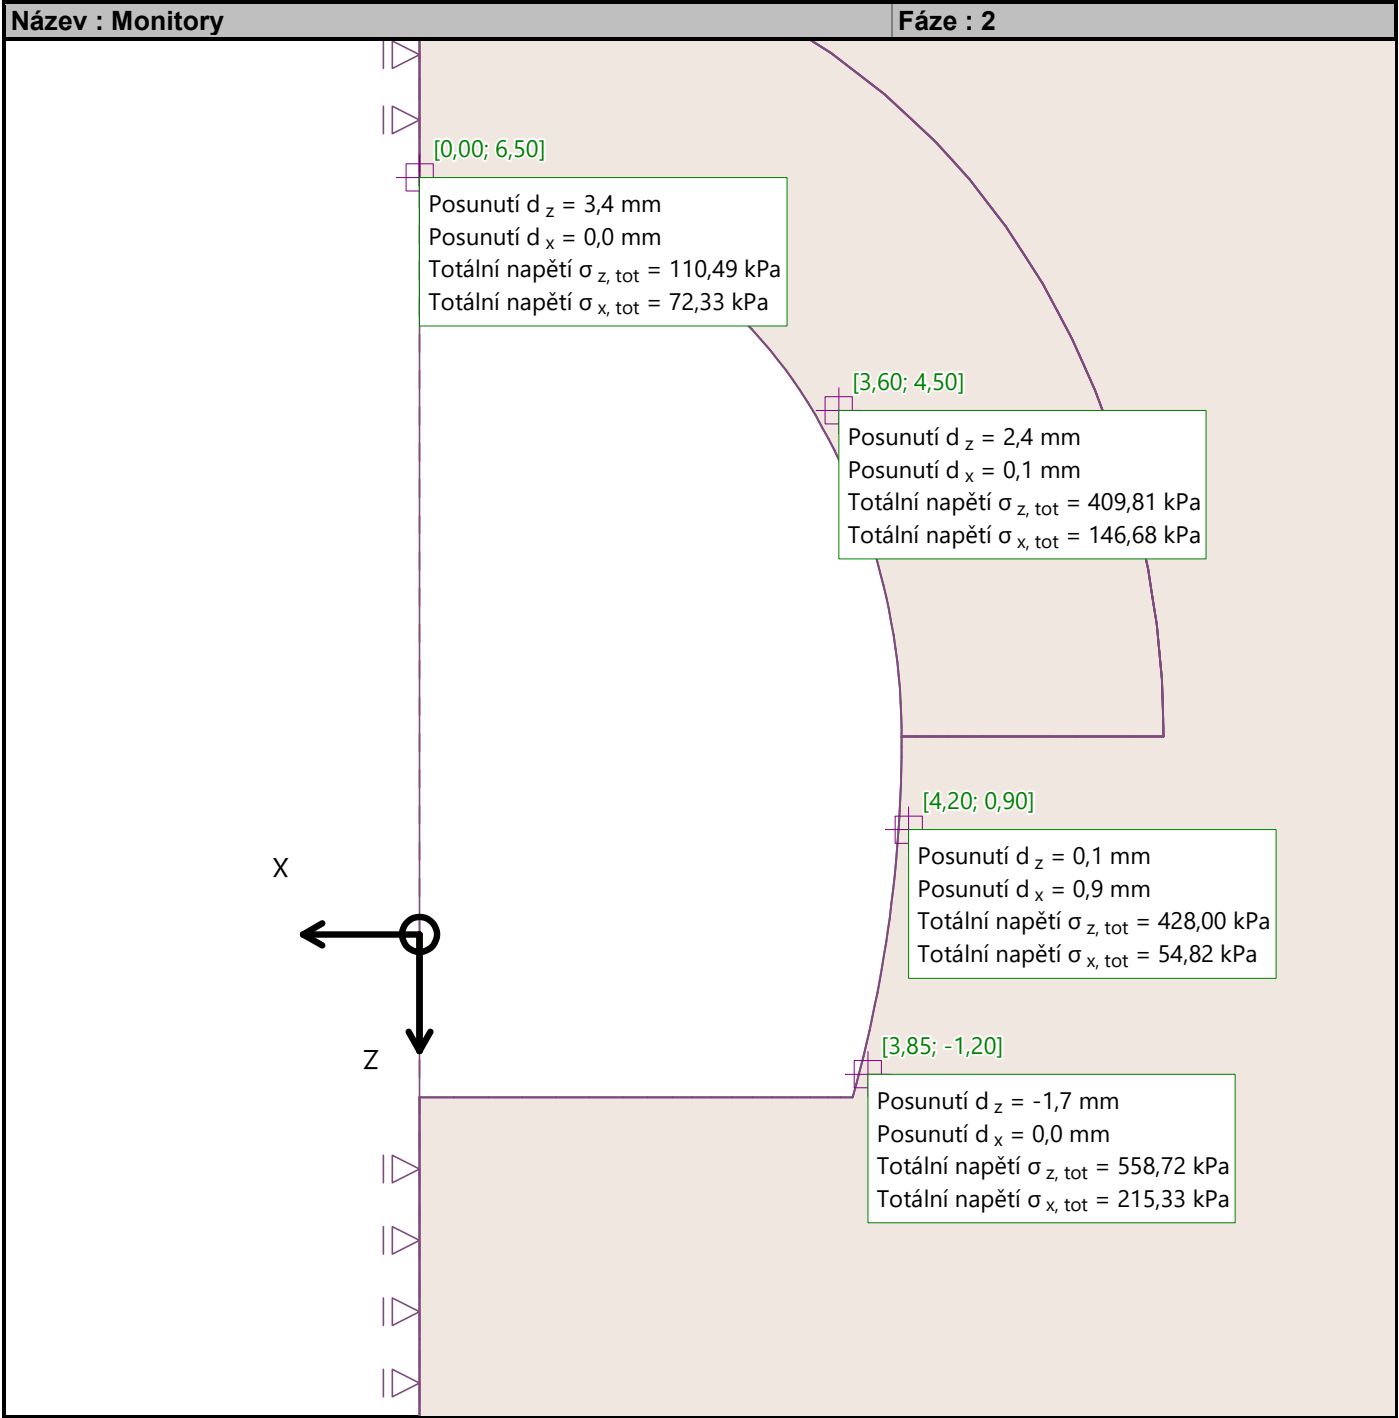 Název : Monitory
Fáze : 2
[0,00; 6,50]
Posunutí d z = 3,4 mm
Posunutí d x = 0,0 mm
Totální napětí σ z, tot = 110,49 kPa
Totální napětí σ x, tot = 72,33 kPa
[3,60; 4,50]
Posunutí d z = 2,4 mm
Posunutí d x = 0,1 mm
Totální napětí σ z, tot = 409,81 kPa
Totální napětí σ x, tot = 146,68 kPa
[4,20; 0,90]
Posunutí d z = 0,1 mm
Posunutí d x = 0,9 mm
Totální napětí σ z, tot = 428,00 kPa
Totální napětí σ x, tot = 54,82 kPa
X
Z
[3,85; -1,20]
Posunutí d z = -1,7 mm
Posunutí d x = 0,0 mm
Totální napětí σ z, tot = 558,72 kPa
Totální napětí σ x, tot = 215,33 kPa